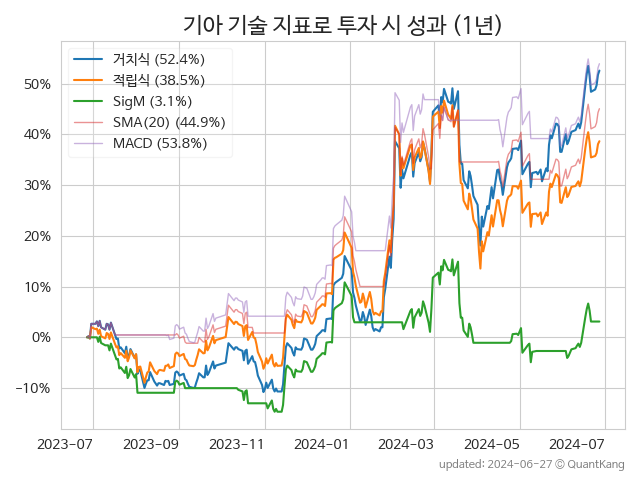 기아 기술 지표로 투자 시 성과 (1년)
거치식 (52.4%)
적립식 (38.5%)
SigM (3.1%)
SMA(20) (44.9%)
MACD (53.8%)
50%
40%
30%
20%
10%
0%
−10%
2023-07 2023-09 2023-11 2024-01 2024-03 2024-05 2024-07
updated: 2024-06-27 © QuantKang